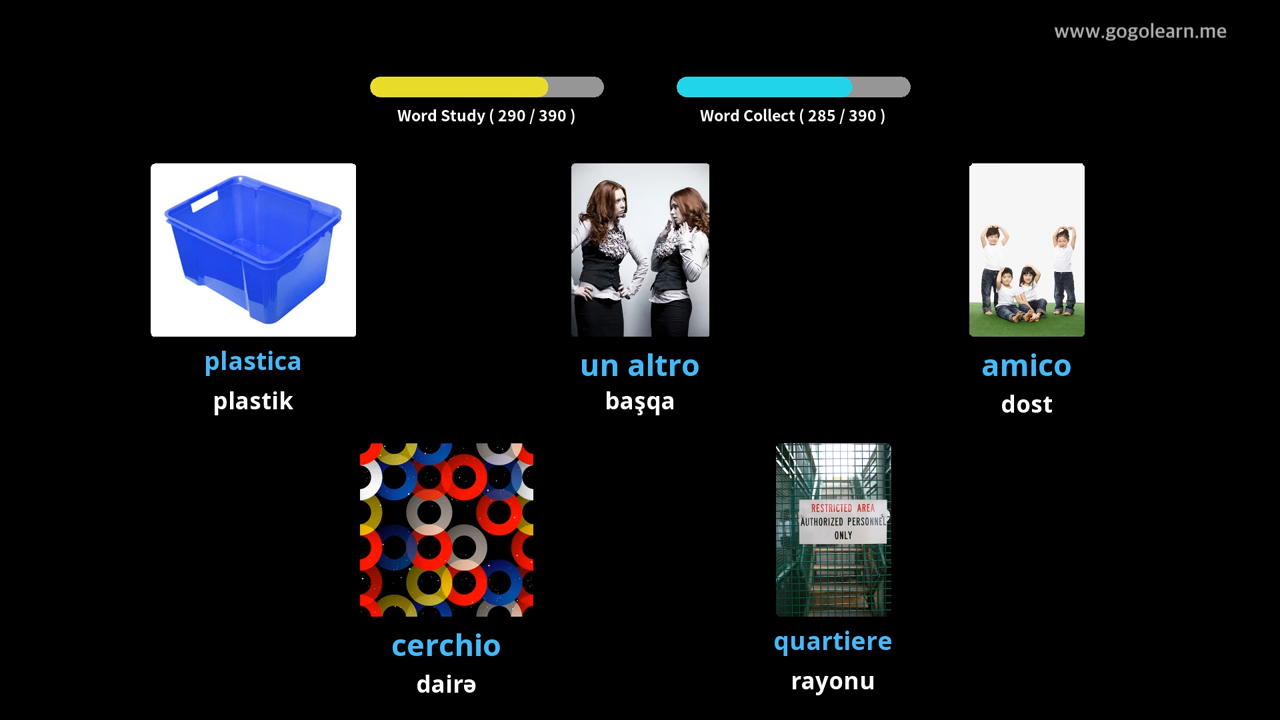 www.gogolearn.me
Word Study ( 290 / 390 )
Word Collect ( 285 / 390 )
plastica
plastik
un altro
başqa
amico
dost
RESTRICTED AREA
AUTHORIZED PERSONNEL
ONLY
cerchio
dairə
quartiere
rayonu